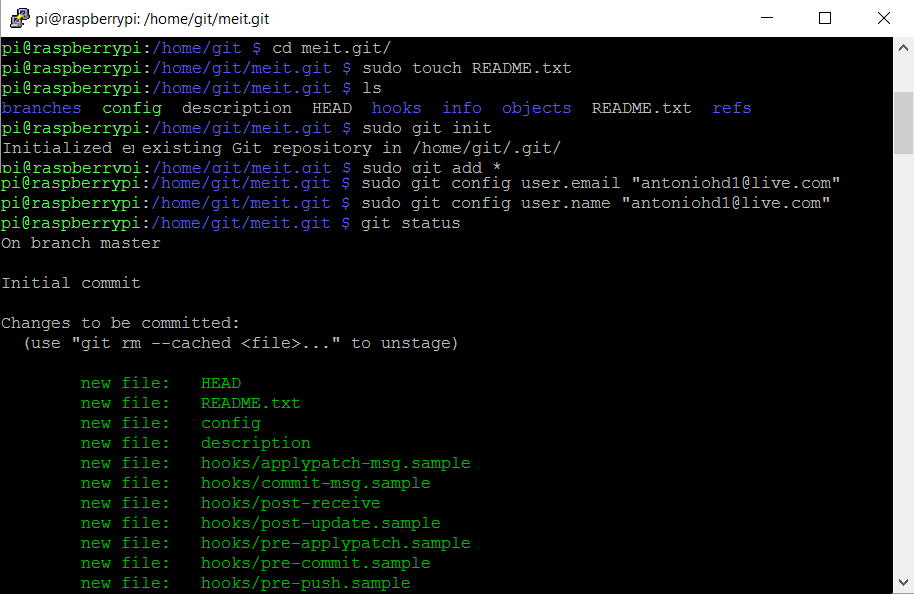 pi@raspberrypi: /home/git/meit.git
pi@raspberrypi:/home/git $ cd meit.git/
pi@raspberrypi:/home/git/meit.git $ sudo touch README.txt
pi@raspberrypi:/home/git/meit.git $ ls
branches config description HEAD hooks info objects README.txt refs
pi@raspberrypi:/home/git/meit.git $ sudo git init
Initialized existing Git repository in /home/git/.git/
pi@raspberrypi:/home/git/meit.git $ sudo git add *
pi@raspberrypi:/home/git/meit.git $ sudo git config user.email "antoniohd1@live.com"
pi@raspberrypi:/home/git/meit.git $ sudo git config user.name "antoniohd1@live.com"
pi@raspberrypi:/home/git/meit.git $ git status
On branch master
Initial commit
Changes to be committed:
(use "git rm --cached <file>..." to unstage)
new file: HEAD
new file: README.txt
new file: config
new file: description
new file: hooks/applypatch-msg.sample
new file: hooks/commit-msg.sample
new file: hooks/post-receive
new file: hooks/post-update.sample
new file: hooks/pre-applypatch.sample
new file: hooks/pre-commit.sample
new file: hooks/pre-push.sample